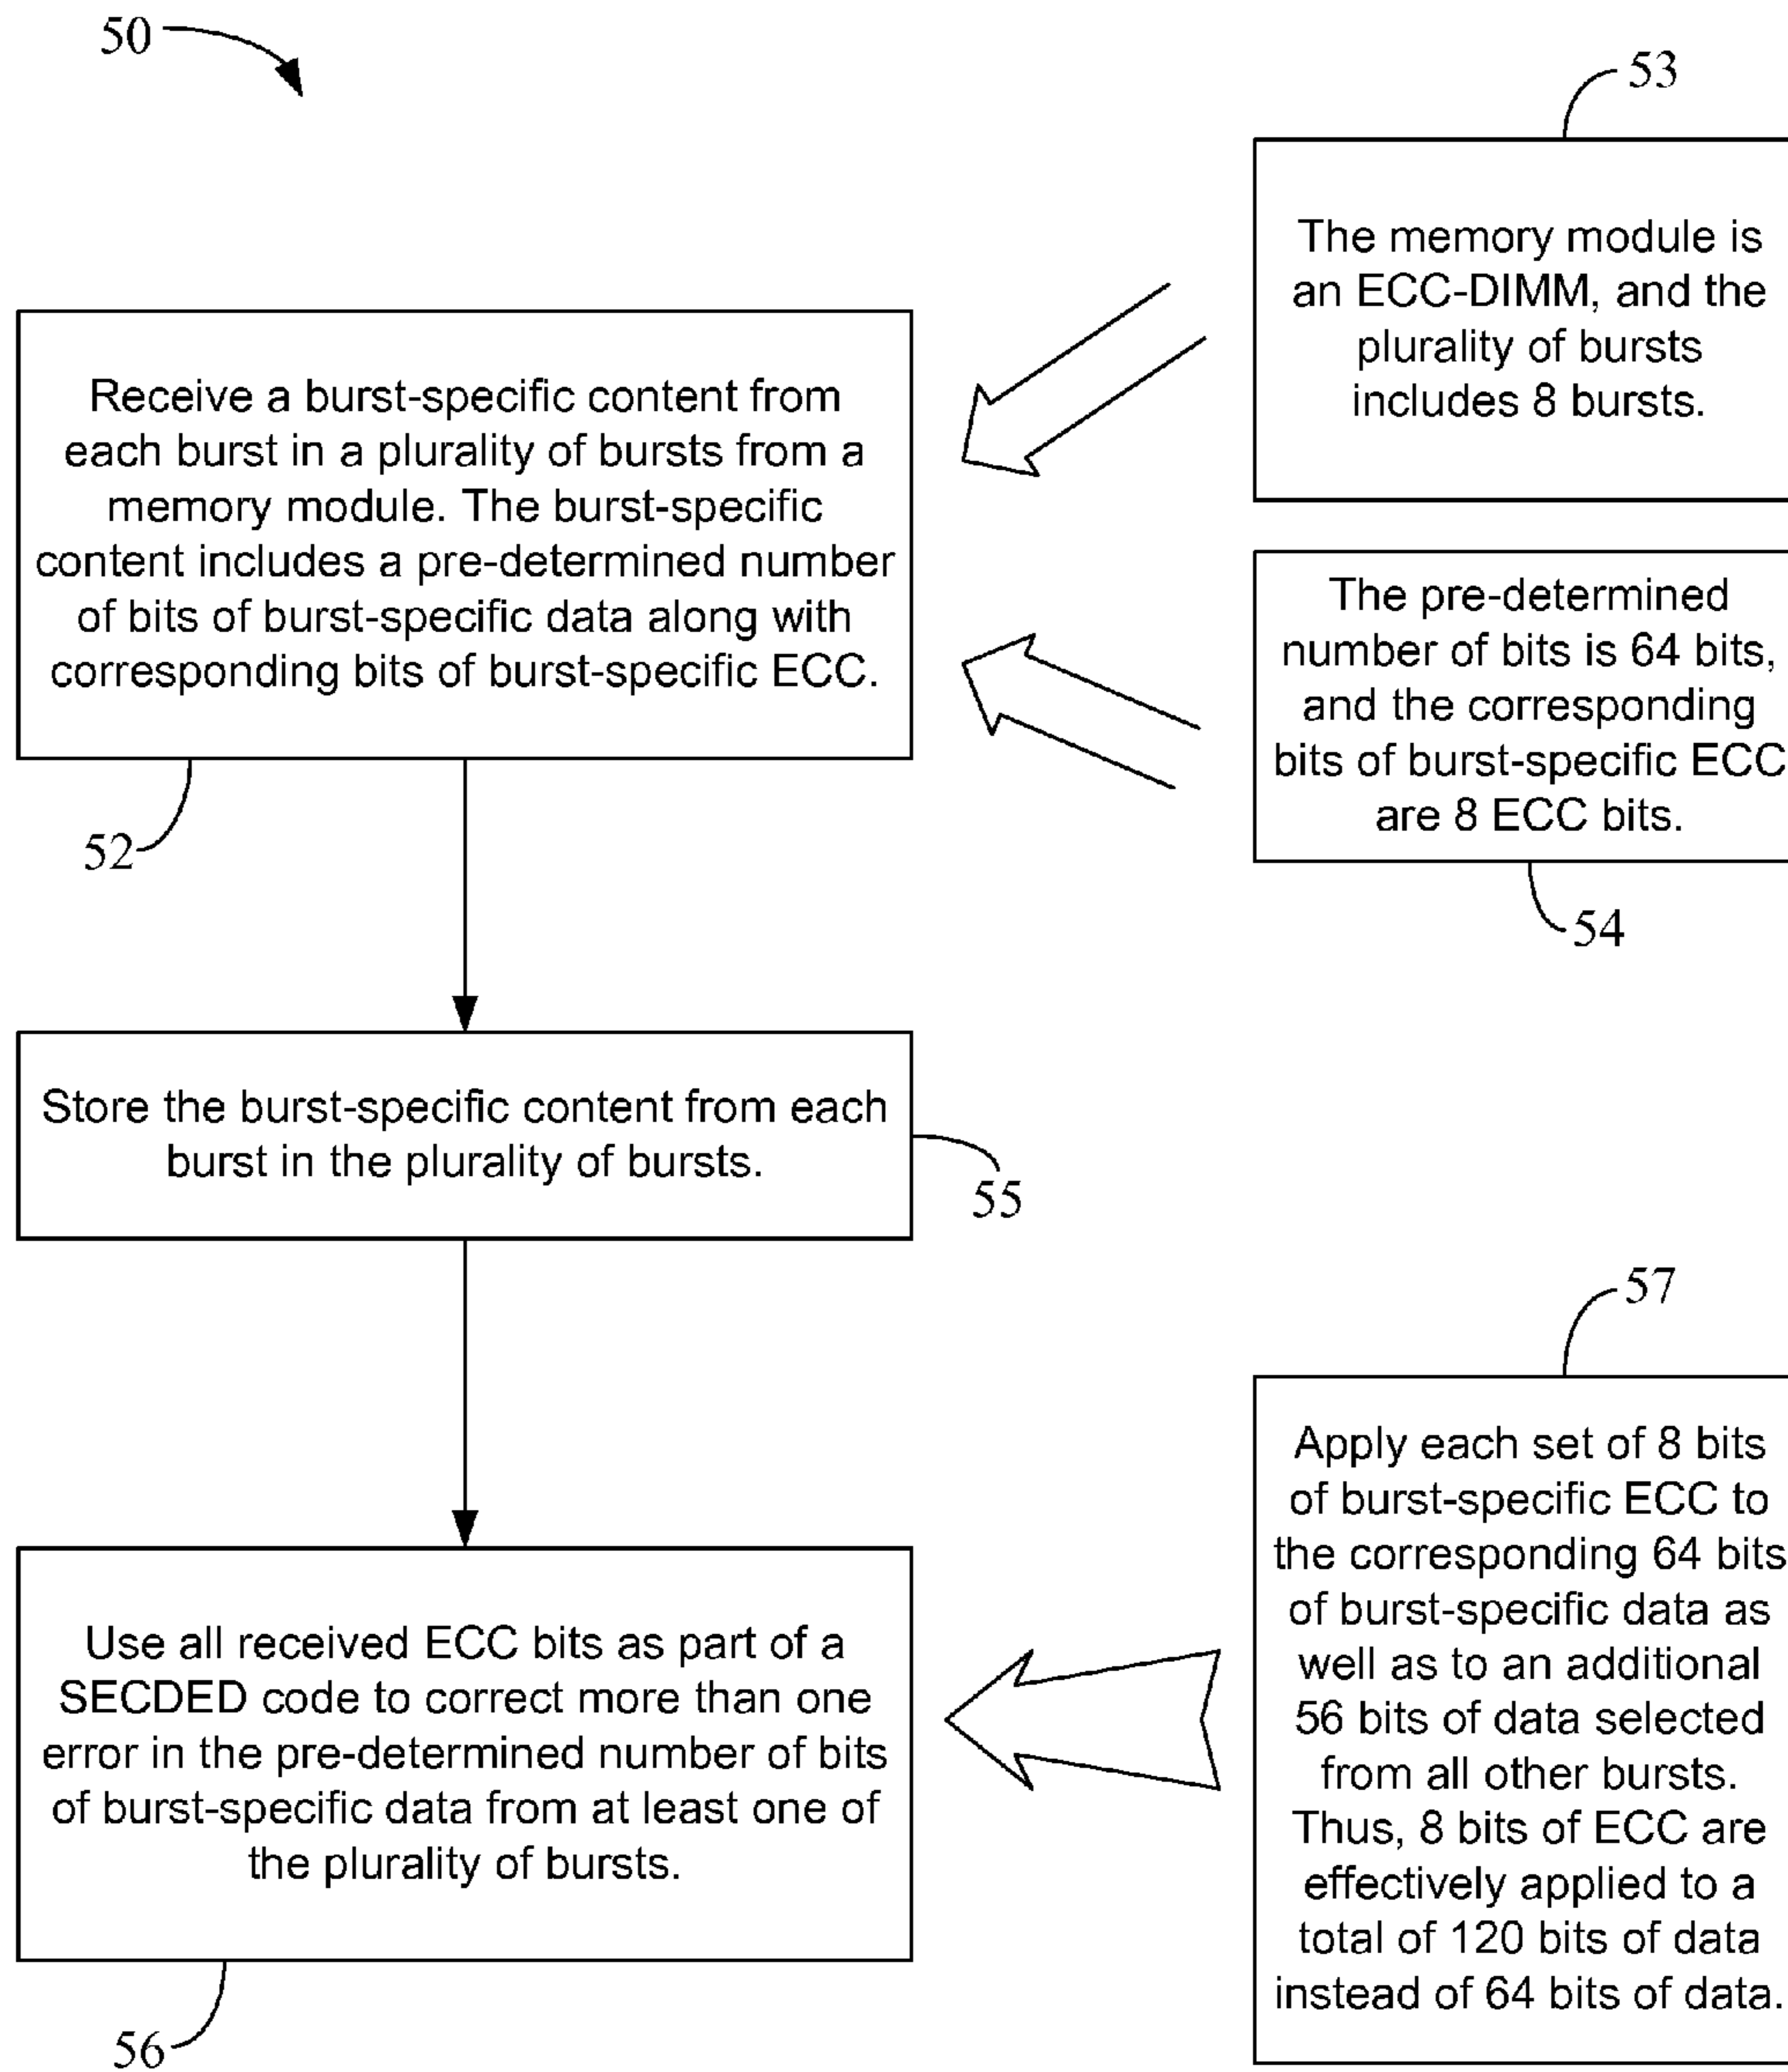 50
53
The memory module is
an ECC-DIMM, and the
plurality of bursts
includes 8 bursts.
Receive a burst-specific content from
each burst in a plurality of bursts from a
memory module. The burst-specific
content includes a pre-determined number
of bits of burst-specific data along with
corresponding bits of burst-specific ECC.
52
The pre-determined
number of bits is 64 bits,
and the corresponding
bits of burst-specific ECC
are 8 ECC bits.
54
Store the burst-specific content from each
burst in the plurality of bursts.
55
57
Apply each set of 8 bits
of burst-specific ECC to
the corresponding 64 bits
of burst-specific data as
well as to an additional
56 bits of data selected
from all other bursts.
Thus, 8 bits of ECC are
effectively applied to a
total of 120 bits of data
instead of 64 bits of data.
Use all received ECC bits as part of a
SECDED code to correct more than one
error in the pre-determined number of bits
of burst-specific data from at least one of
the plurality of bursts.
56